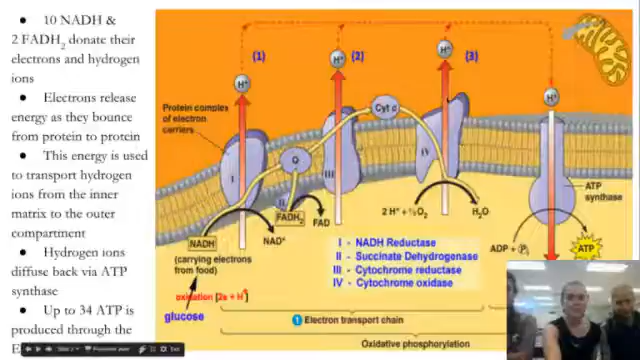 ● 10 NADH &
2 FADH₂ donate their
electrons and hydrogen
ions
● Electrons release
energy as they bounce
from protein to protein
● This energy is used
to transport hydrogen
ions from the inner
matrix to the outer
compartment
● Hydrogen ions
diffuse back via ATP
synthase
● Up to 34 ATP is
produced through the
(1)
(2)
(3)
H⁺
H⁺
H⁺
H⁺
Protein complex
of electron
carriers
Cyt c
Q
I
II
III
IV
FADH₂
FAD
NADH
NAD⁺
(carrying electrons
from food)
2 H⁺ + ½ O₂
H₂O
ATP
synthase
ADP + P
ATP
I - NADH Reductase
II - Succinate Dehydrogenase
III - Cytochrome reductase
IV - Cytochrome oxidase
oxidation [2e + H⁺]
glucose
1 Electron transport chain
Oxidative phosphorylation